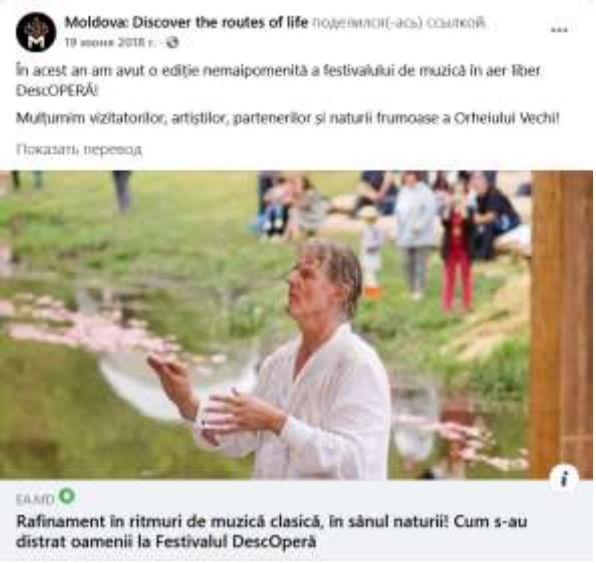 Moldova: Discover the routes of life поделился(-ась) ссылкой.
19 июня 2018 г. ·
În acest an am avut o ediție nemaipomenită a festivalului de muzică în aer liber
DescOPERĂ!
Mulțumim vizitatorilor, artiștilor, partenerilor și naturii frumoase a Orheiului Vechi!
Показать перевод
EA.MD
Rafinament în ritmuri de muzică clasică, în sânul naturii! Cum s-au
distrat oamenii la Festivalul DescOperă